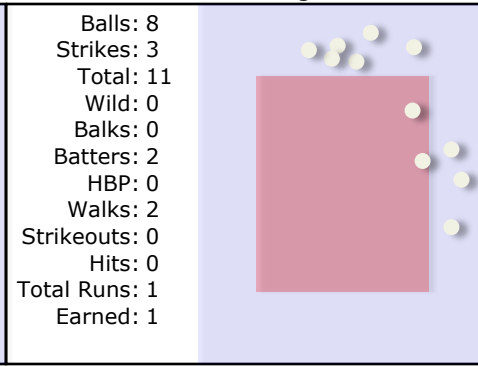 Balls: 8
Strikes: 3
Total: 11
Wild: 0
Balks: 0
Batters: 2
HBP: 0
Walks: 2
Strikeouts: 0
Hits: 0
Total Runs: 1
Earned: 1